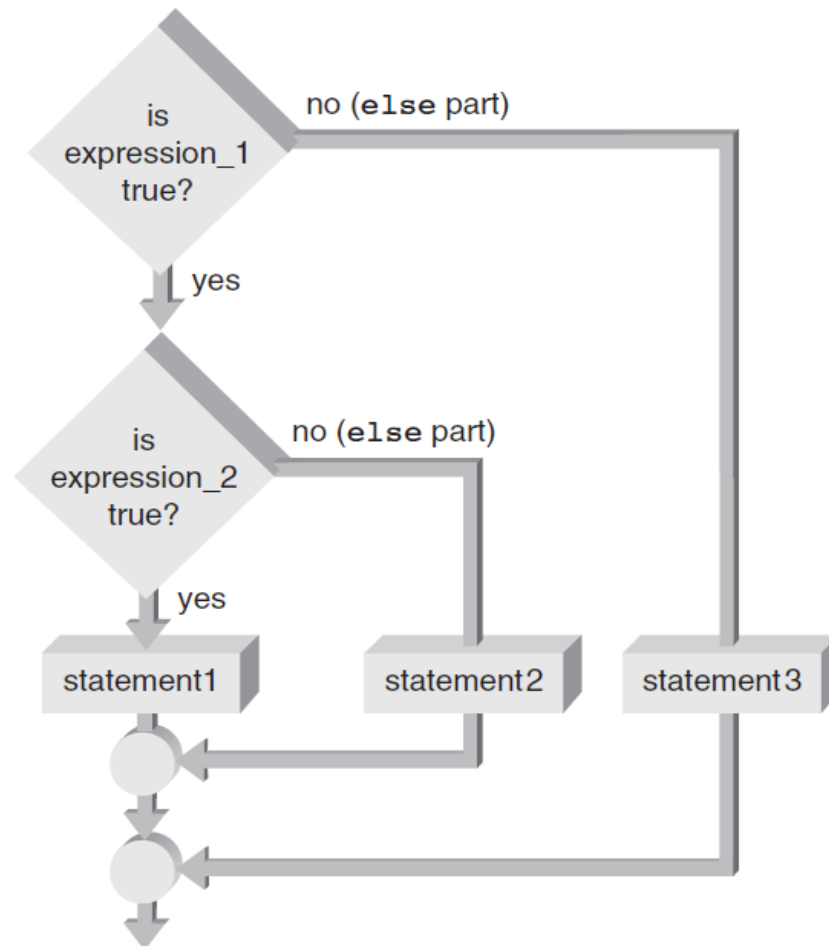 is
expression_1
true?
no (else part)
yes
is
expression_2
true?
no (else part)
yes
statement1
statement2
statement3